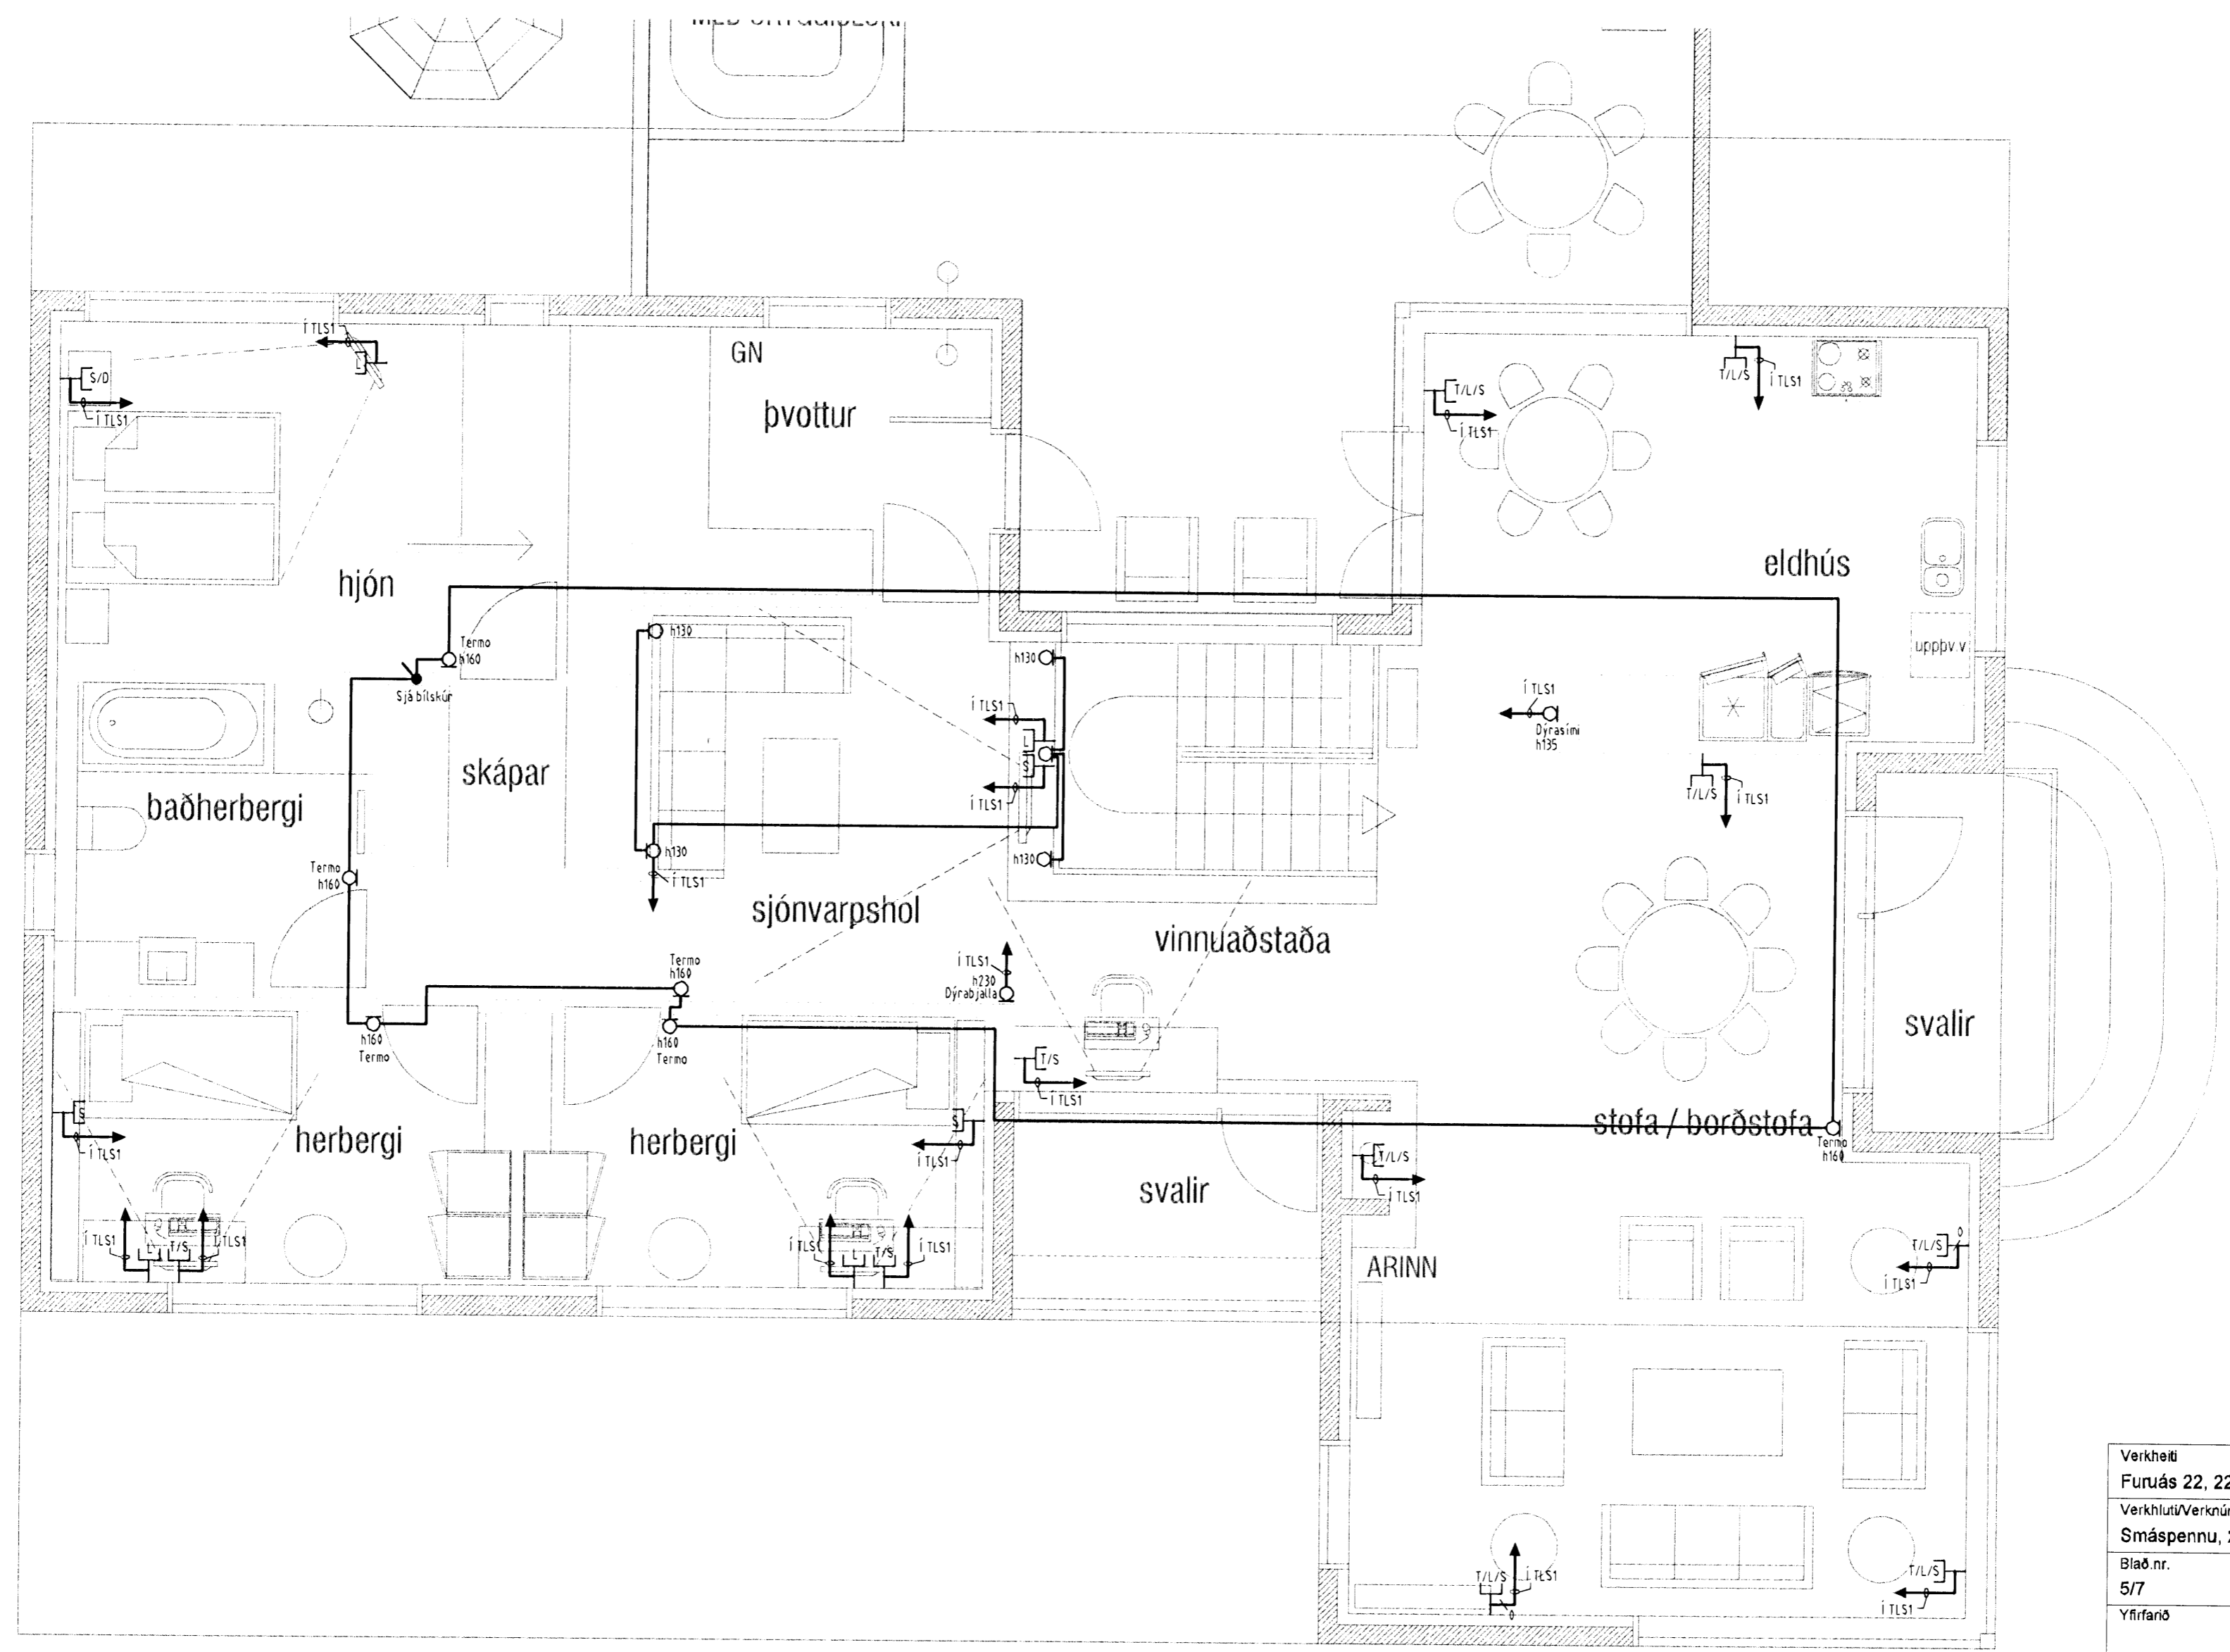 Í TLS1
S/D
Í TLS1
L
GN
þvottur
T/L/S
Í TLS1
T/L/S
Í TLS1
hjón
eldhús
uppþv.v
Termo
h160
Sjá bílskúr
h130
h130
Í TLS1
L
S
Í TLS1
Í TLS1
Dýrasími
h135
skápar
baðherbergi
T/L/S
Í TLS1
h130
Í TLS1
h130
Termo
h160
sjónvarpshol
vinnuaðstaða
Termo
h160
Í TLS1
h230
Dýrabjalla
h160
Termo
h160
Termo
T/S
Í TLS1
svalir
S
Í TLS1
herbergi
herbergi
S
Í TLS1
stofa / borðstofa
Termo
h160
T/L/S
Í TLS1
svalir
Í TLS1
L
T/S
Í TLS1
Í TLS1
L
T/S
Í TLS1
ARINN
T/L/S
Í TLS1
T/L/S
Í TLS1
T/L/S
Í TLS1
Verkheiti
Furuás 22, 22
Verkhluti/Verknúr
Smáspennu,
Blað.nr.
5/7
Yfirfarið